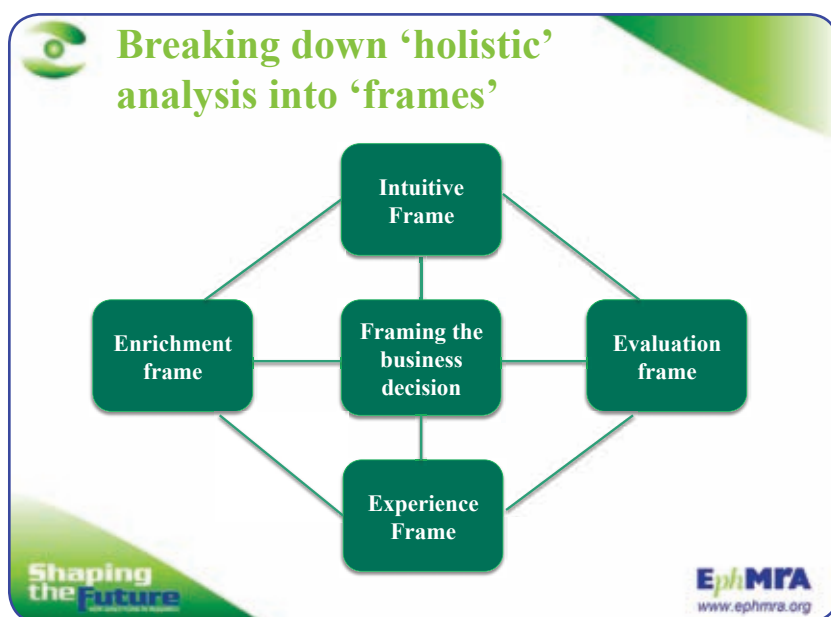 Breaking down ‘holistic’
analysis into ‘frames’
Intuitive
Frame
Enrichment
frame
Framing the
business
decision
Evaluation
frame
Experience
Frame
Shaping
the Future
EphMRA
www.ephmra.org